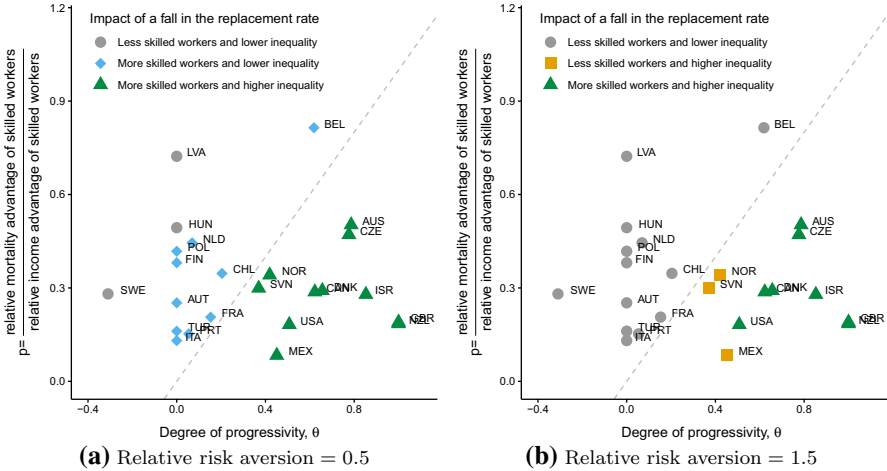 Impact of a fall in the replacement rate
Less skilled workers and lower inequality
More skilled workers and lower inequality
More skilled workers and higher inequality
p= relative mortality advantage of skilled workers
relative income advantage of skilled workers
1.2
0.9
0.6
0.3
0.0
BEL
LVA
HUN
NLD
POL
FIN
CHL
SWE
AUT
FRA
TUR
PRT
ITA
AUS
CZE
NOR
SVN
CAN
DNK
ISR
USA
GBR
NZL
MEX
−0.4
0.0
0.4
0.8
Degree of progressivity, θ
(a) Relative risk aversion = 0.5
Impact of a fall in the replacement rate
Less skilled workers and lower inequality
Less skilled workers and higher inequality
More skilled workers and higher inequality
p= relative mortality advantage of skilled workers
relative income advantage of skilled workers
1.2
0.9
0.6
0.3
0.0
BEL
LVA
HUN
NLD
POL
FIN
CHL
SWE
AUT
FRA
TUR
PRT
ITA
AUS
CZE
NOR
SVN
CAN
DNK
ISR
USA
GBR
NZL
MEX
−0.4
0.0
0.4
0.8
Degree of progressivity, θ
(b) Relative risk aversion = 1.5